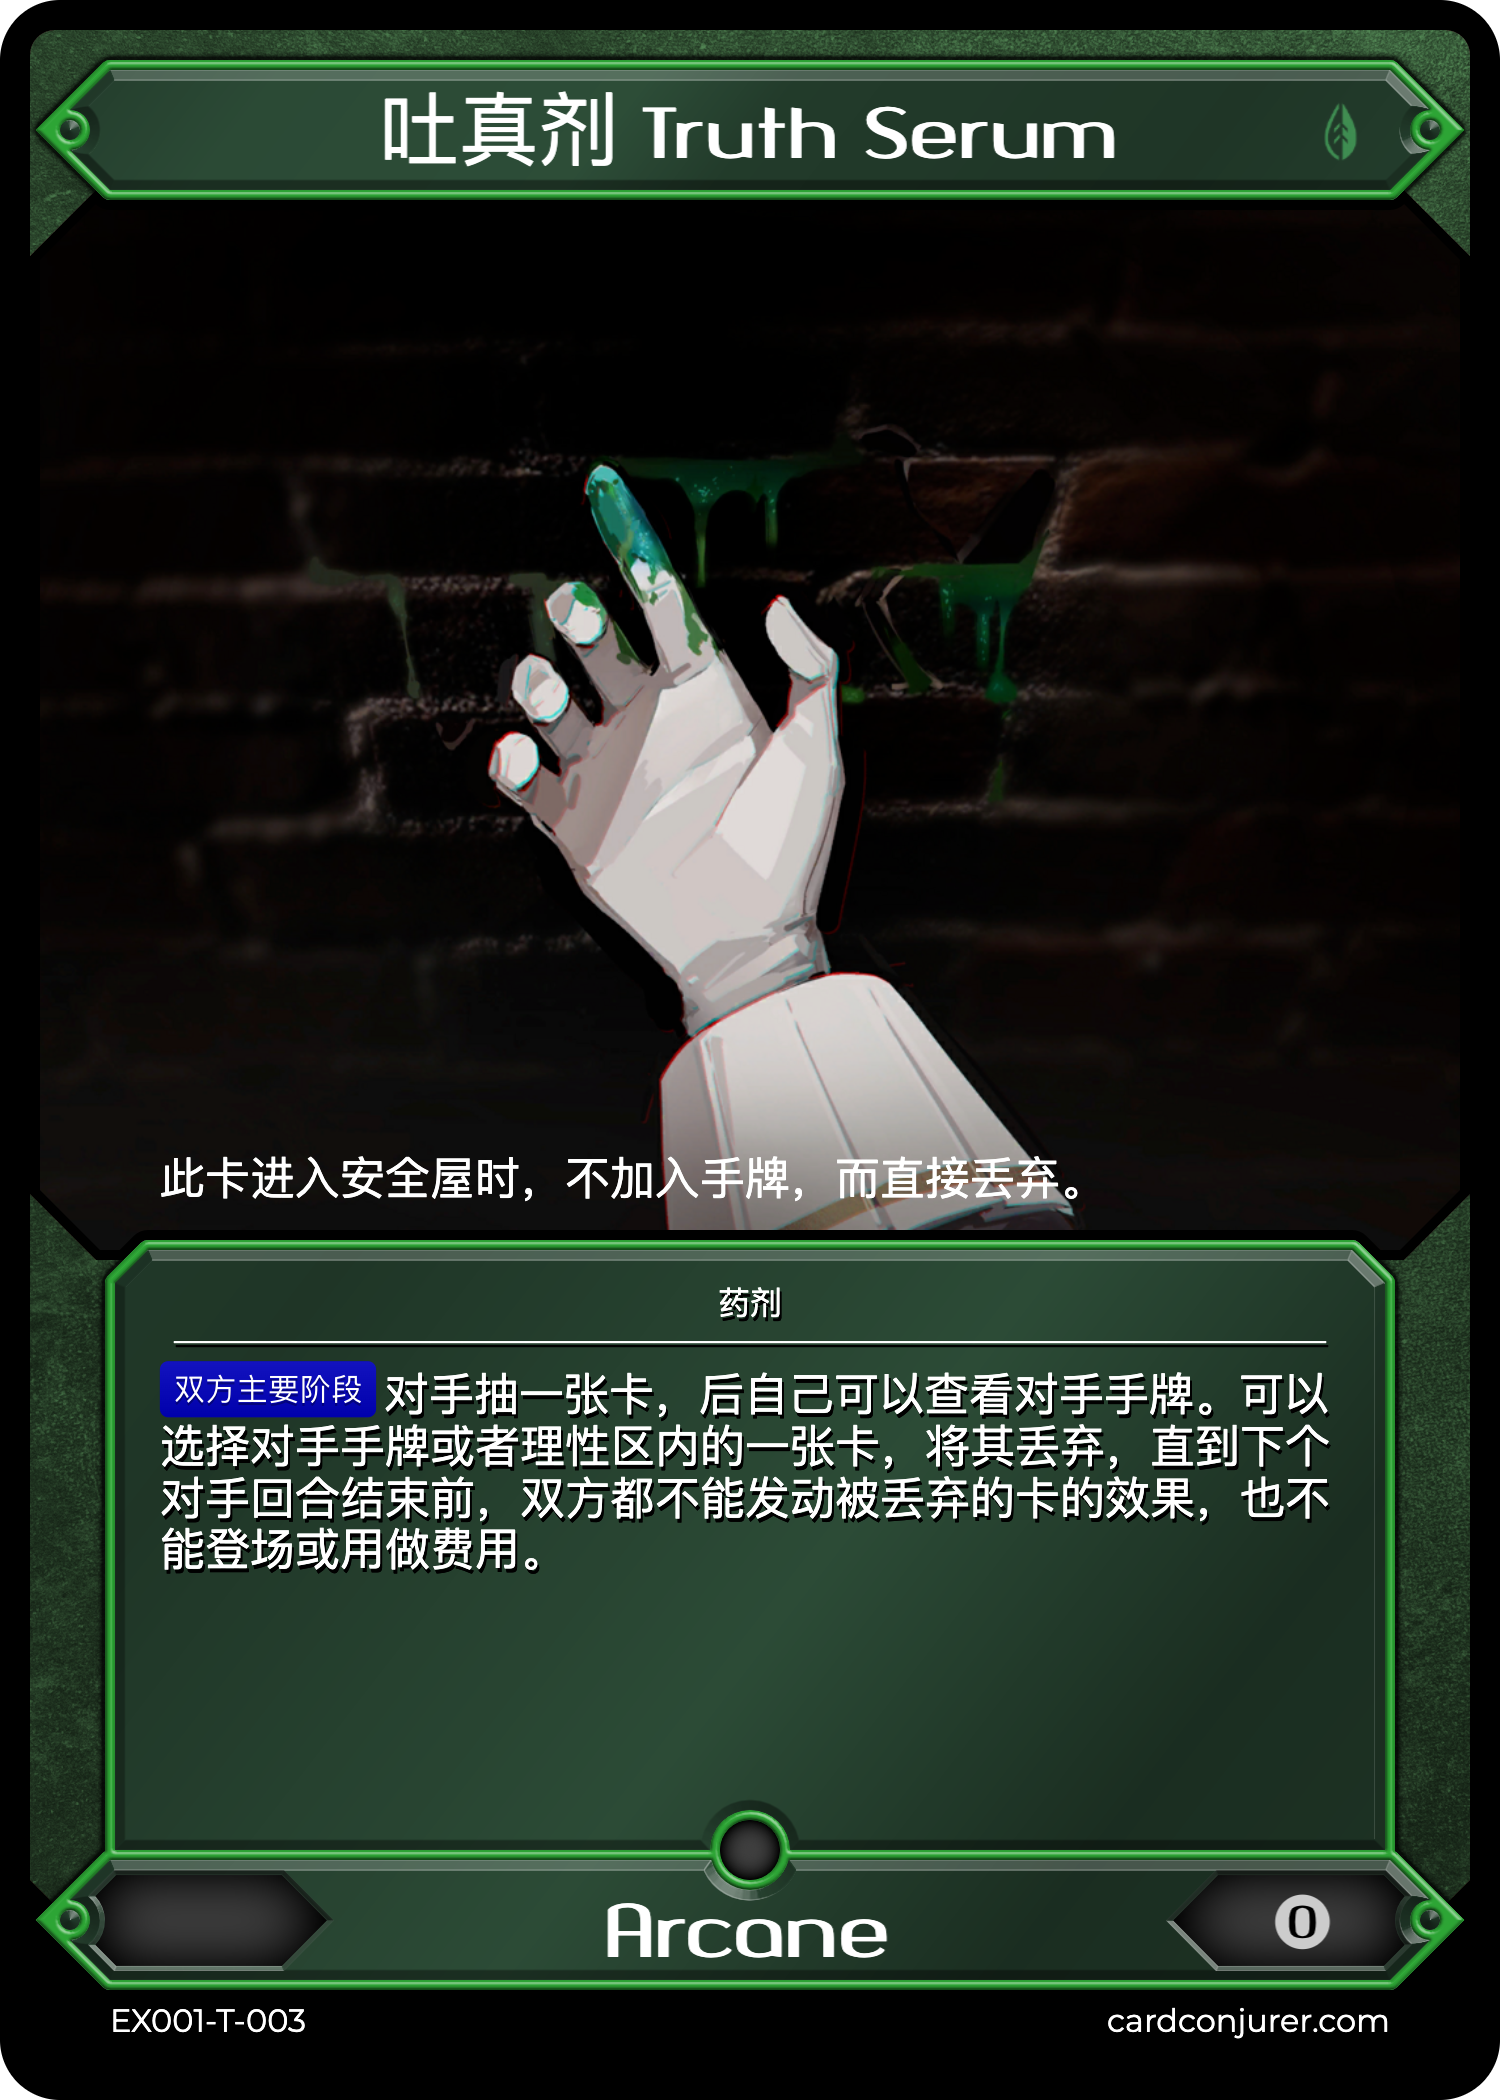 吐真剂 Truth Serum
此卡进入安全屋时，不加入手牌，而直接丢弃。
药剂
双方主要阶段 对手抽一张卡，后自己可以查看对手手牌。可以
选择对手手牌或者理性区内的一张卡，将其丢弃，直到下个
对手回合结束前，双方都不能发动被丢弃的卡的效果，也不
能登场或用做费用。
Arcane
0
EX001-T-003
cardconjurer.com